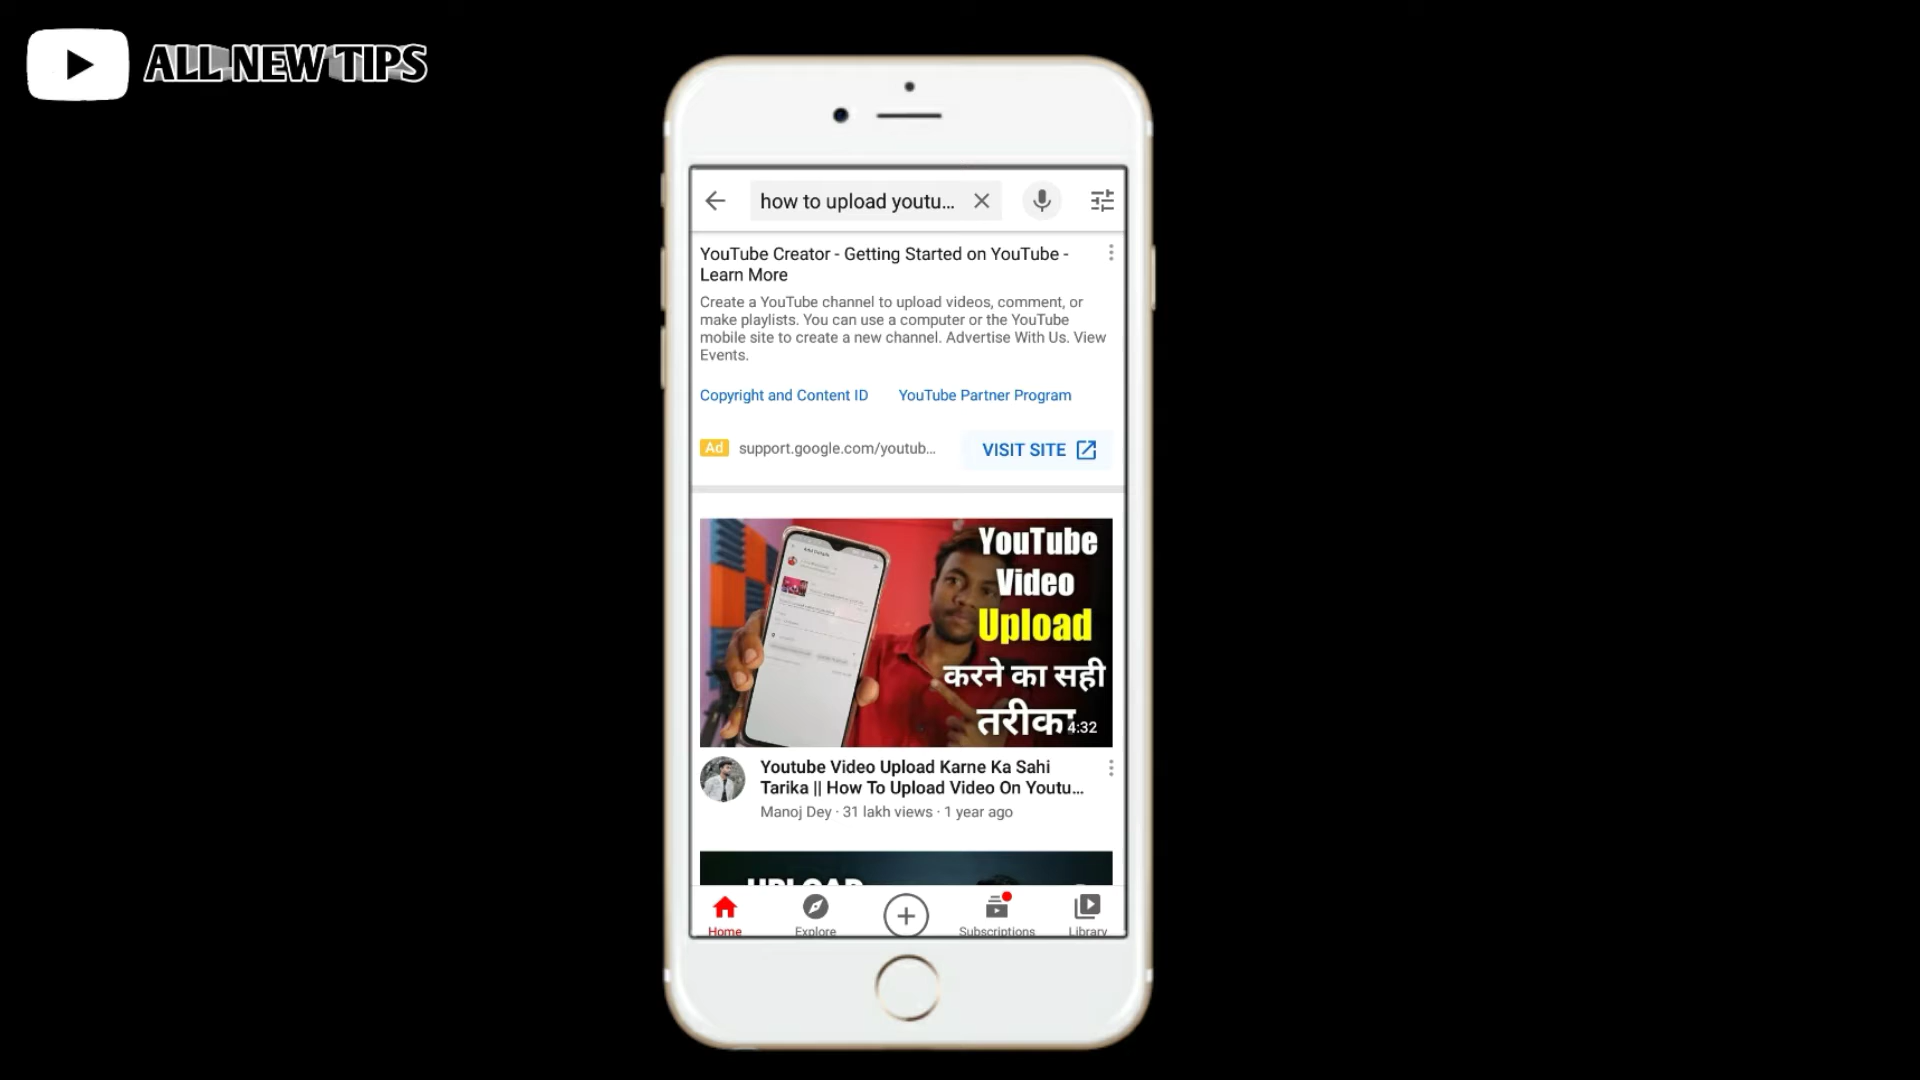 ALL NEW TIPS
how to upload youtu...
YouTube Creator - Getting Started on YouTube -
Learn More
Create a YouTube channel to upload videos, comment, or
make playlists. You can use a computer or the YouTube
mobile site to create a new channel. Advertise With Us. View
Events.
Copyright and Content ID YouTube Partner Program
Ad support.google.com/youtub... VISIT SITE
YouTube
Video
Upload
करने का सही
तरीका
4:32
Youtube Video Upload Karne Ka Sahi
Tarika || How To Upload Video On Youtu...
Manoj Dey · 31 lakh views · 1 year ago
UPLOAD
Home Explore Subscriptions Library